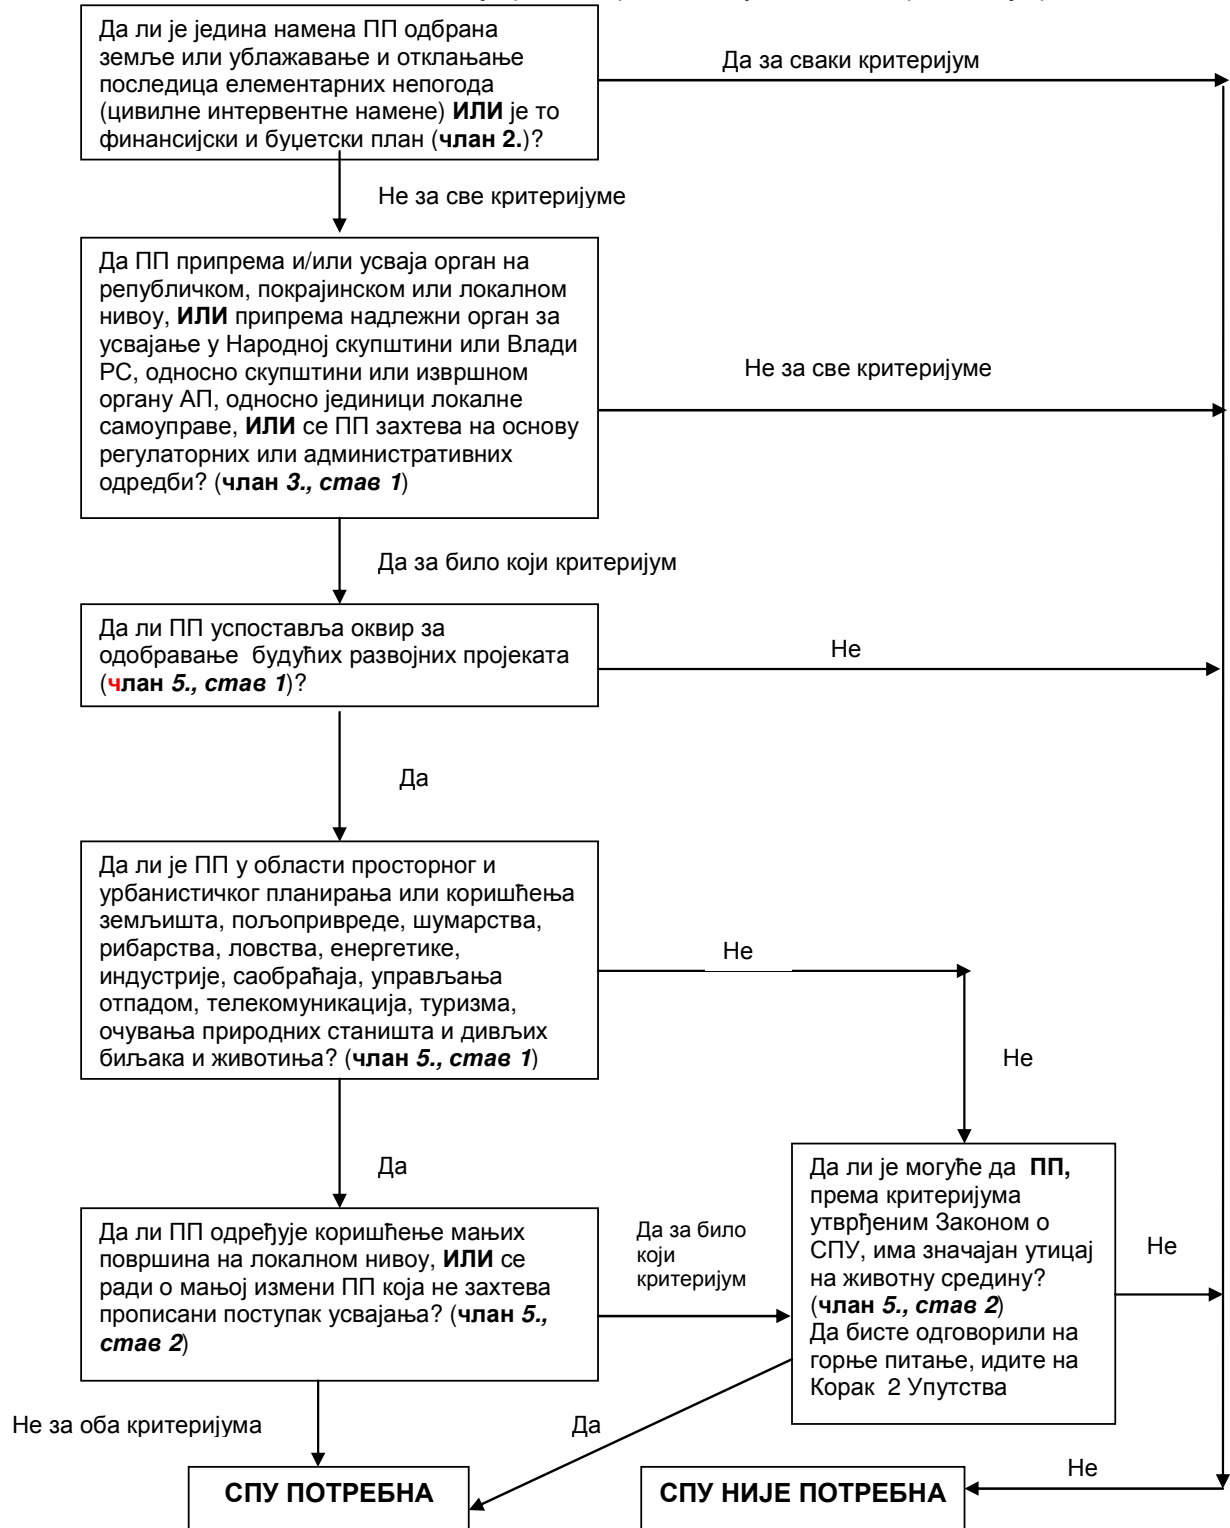 Да ли је једина намена ПП одбрана
земље или ублажавање и отклањање
последица елементарних непогода
(цивилне интервентне намене) ИЛИ је то
финансијски и буџетски план (члан 2.)?
Да за сваки критеријум
Не за све критеријуме
Да ПП припрема и/или усваја орган на
републичком, покрајинском или локалном
нивоу, ИЛИ припрема надлежни орган за
усвајање у Народној скупштини или Влади
РС, односно скупштини или извршном
органу АП, односно јединици локалне
самоуправе, ИЛИ се ПП захтева на основу
регулаторних или административних
одредби? (члан 3., став 1)
Не за све критеријуме
Да за било који критеријум
Да ли ПП успоставља оквир за
одобравање будућих развојних пројеката
(члан 5., став 1)?
Не
Да
Да ли је ПП у области просторног и
урбанистичког планирања или коришћења
земљишта, пољопривреде, шумарства,
рибарства, ловства, енергетике,
индустрије, саобраћаја, управљања
отпадом, телекомуникација, туризма,
очувања природних станишта и дивљих
биљака и животиња? (члан 5., став 1)
Не
Не
Да
Да ли ПП одређује коришћење мањих
површина на локалном нивоу, ИЛИ се
ради о мањој измени ПП која не захтева
прописани поступак усвајања? (члан 5.,
став 2)
Да за било
који
критеријум
Да ли је могуће да ПП,
према критеријума
утврђеним Законом о
СПУ, има значајан утицај
на животну средину?
(члан 5., став 2)
Да бисте одговорили на
горње питање, идите на
Корак 2 Упутства
Не
Не за оба критеријума
Да
Не
СПУ ПОТРЕБНА
СПУ НИЈЕ ПОТРЕБНА